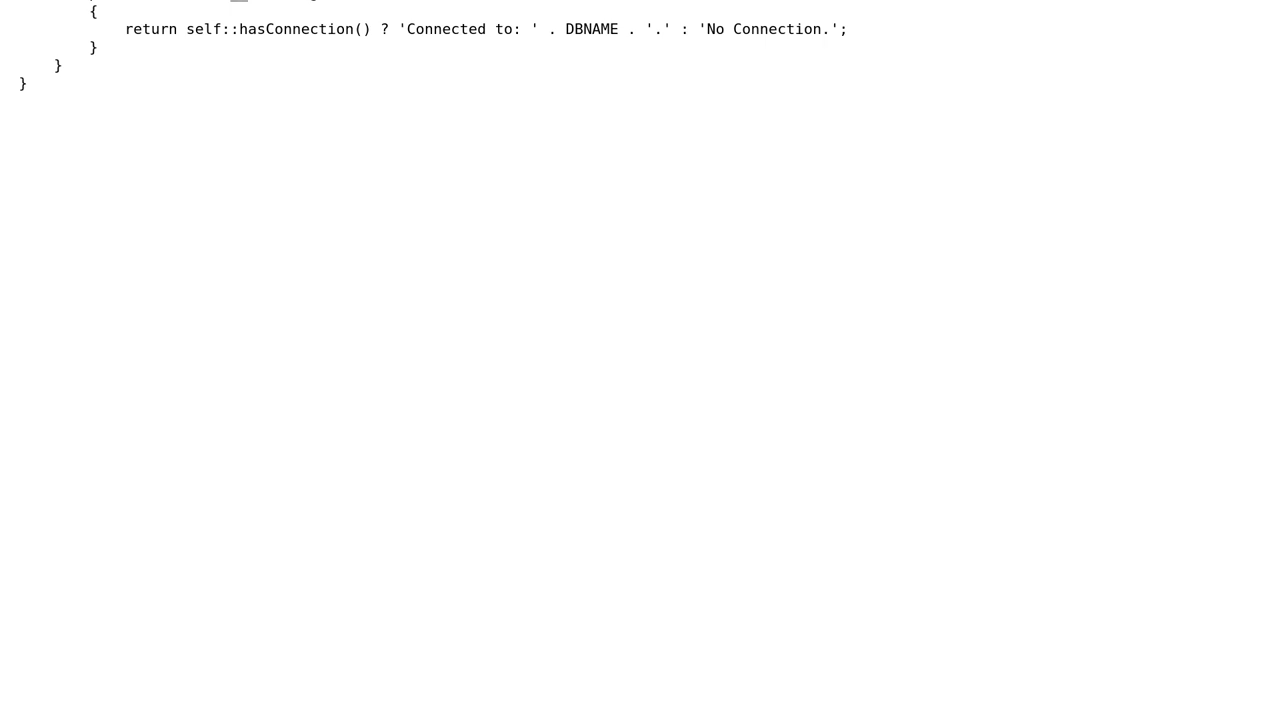 {
return self::hasConnection() ? 'Connected to: ' . DBNAME . '.' : 'No Connection.';
}
}
}